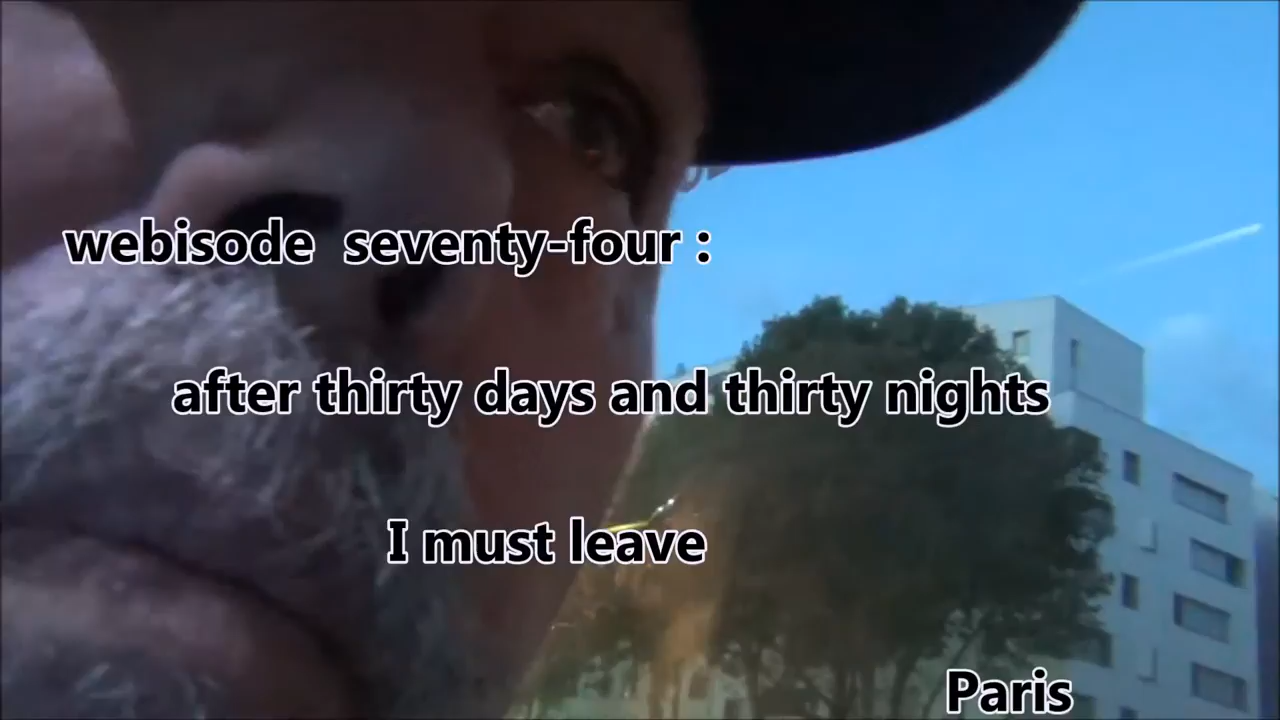 webisode seventy-four :
after thirty days and thirty nights
I must leave
Paris